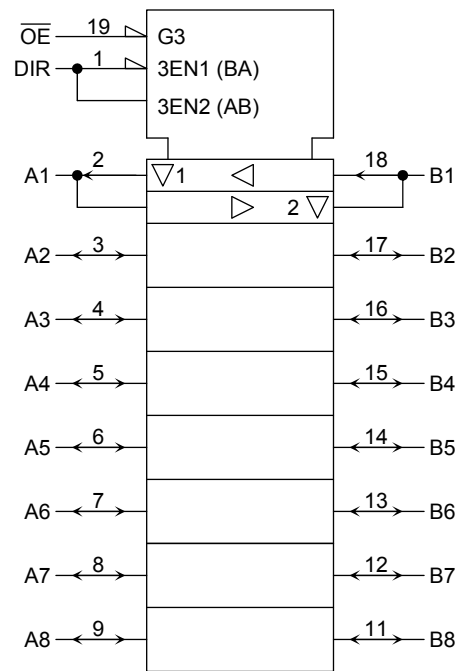 O̅E̅ 19 G3
DIR 1 3EN1 (BA)
3EN2 (AB)
A1 2 1 18 B1
2
A2 3 17 B2
A3 4 16 B3
A4 5 15 B4
A5 6 14 B5
A6 7 13 B6
A7 8 12 B7
A8 9 11 B8